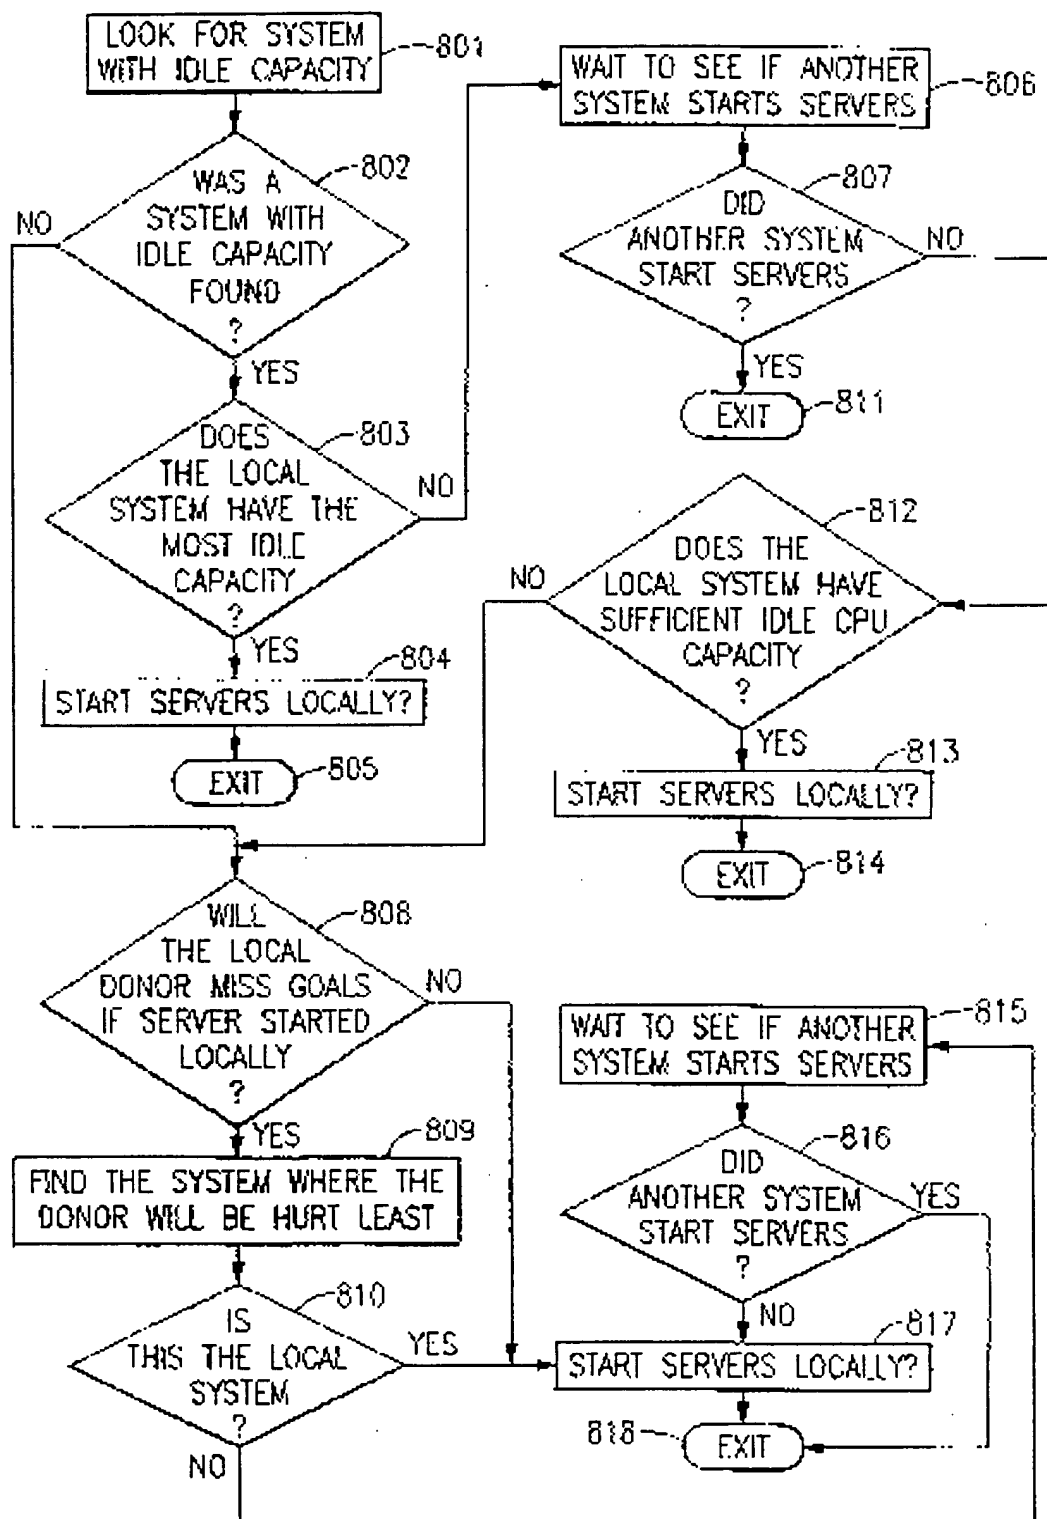 LOOK FOR SYSTEM
WITH IDLE CAPACITY
801
WAS A
SYSTEM WITH
IDLE CAPACITY
FOUND
?
802
NO
YES
DOES
THE LOCAL
SYSTEM HAVE THE
MOST IDLE
CAPACITY
?
803
NO
YES
START SERVERS LOCALLY?
804
EXIT
805
WAIT TO SEE IF ANOTHER
SYSTEM STARTS SERVERS
806
DID
ANOTHER SYSTEM
START SERVERS
?
807
NO
YES
EXIT
811
DOES THE
LOCAL SYSTEM HAVE
SUFFICIENT IDLE CPU
CAPACITY
?
812
NO
YES
START SERVERS LOCALLY?
813
EXIT
814
WILL
THE LOCAL
DONOR MISS GOALS
IF SERVER STARTED
LOCALLY
?
808
NO
YES
FIND THE SYSTEM WHERE THE
DONOR WILL BE HURT LEAST
809
IS
THIS THE LOCAL
SYSTEM
?
810
YES
NO
WAIT TO SEE IF ANOTHER
SYSTEM STARTS SERVERS
815
DID
ANOTHER SYSTEM
START SERVERS
?
816
YES
NO
START SERVERS LOCALLY?
817
EXIT
818